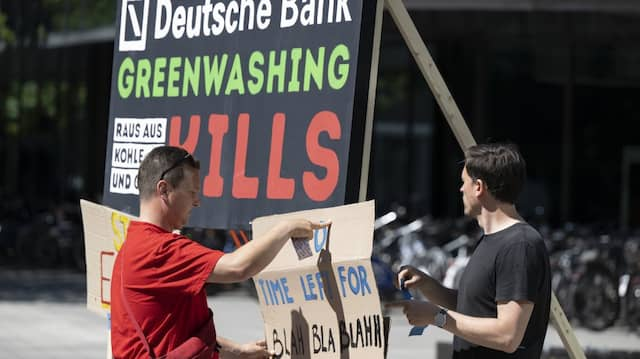 Deutsche Bank
GREENWASHING
KILLS
RAUS AUS
KOHLE
UND
TIME LEFT FOR
BLAH BLA BLAHH